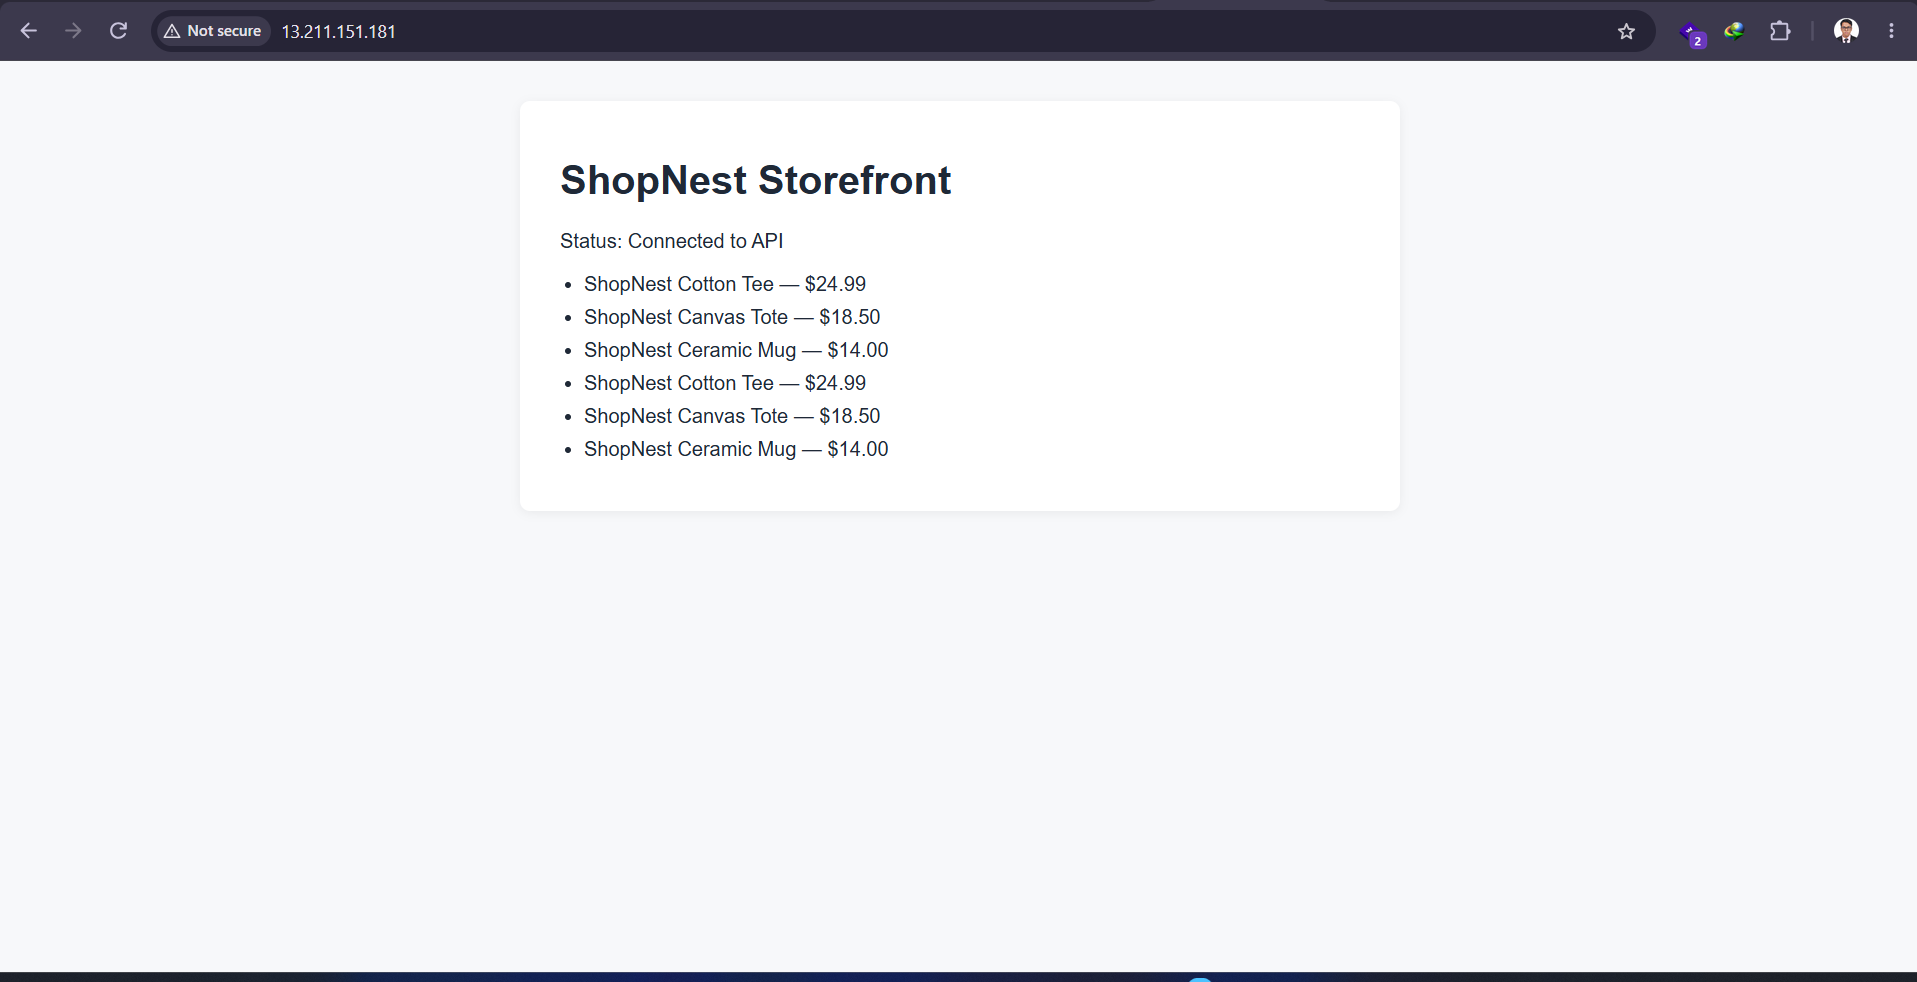 Not secure 13.211.151.181
2
ShopNest Storefront
Status: Connected to API
• ShopNest Cotton Tee — $24.99
• ShopNest Canvas Tote — $18.50
• ShopNest Ceramic Mug — $14.00
• ShopNest Cotton Tee — $24.99
• ShopNest Canvas Tote — $18.50
• ShopNest Ceramic Mug — $14.00